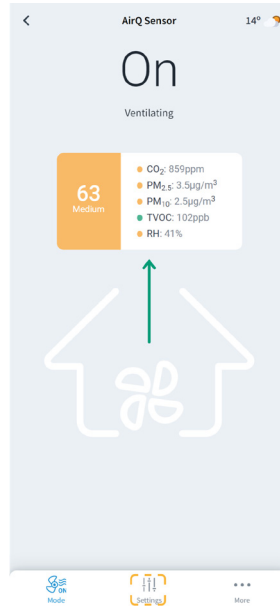 AirQ Sensor 14°
On
Ventilating
63
Medium
CO₂: 859ppm
PM₂.₅: 3.5µg/m³
PM₁₀: 2.5µg/m³
TVOC: 102ppb
RH: 41%
ON
Mode
Settings
More